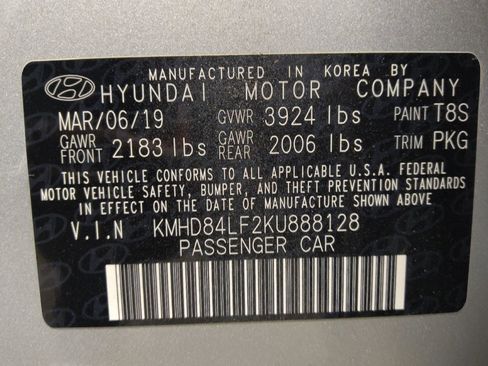 MANUFACTURED IN KOREA BY
HYUNDAI MOTOR COMPANY
MAR/06/19 GVWR 3924 lbs PAINT T8S
GAWR FRONT 2183 lbs GAWR REAR 2006 lbs TRIM PKG
THIS VEHICLE CONFORMS TO ALL APPLICABLE U.S.A. FEDERAL
MOTOR VEHICLE SAFETY, BUMPER, AND THEFT PREVENTION STANDARDS
IN EFFECT ON THE DATE OF MANUFACTURE SHOWN ABOVE
V.I.N KMHD84LF2KU888128
PASSENGER CAR